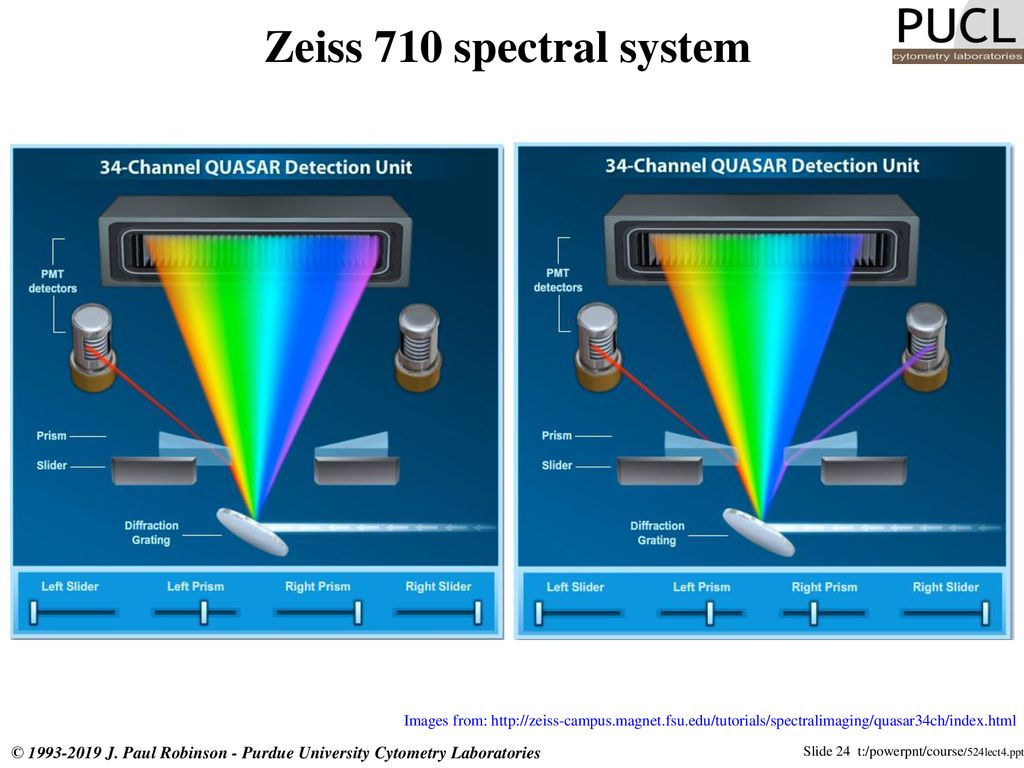 Zeiss 710 spectral system
PUCL
cytometry laboratories
34-Channel QUASAR Detection Unit
PMT
detectors
Prism
Slider
Diffraction
Grating
Left Slider
Left Prism
Right Prism
Right Slider
34-Channel QUASAR Detection Unit
PMT
detectors
Prism
Slider
Diffraction
Grating
Left Slider
Left Prism
Right Prism
Right Slider
Images from: http://zeiss-campus.magnet.fsu.edu/tutorials/spectralimaging/quasar34ch/index.html
© 1993-2019 J. Paul Robinson - Purdue University Cytometry Laboratories
Slide 24 t:/powerpnt/course/524lect4.ppt